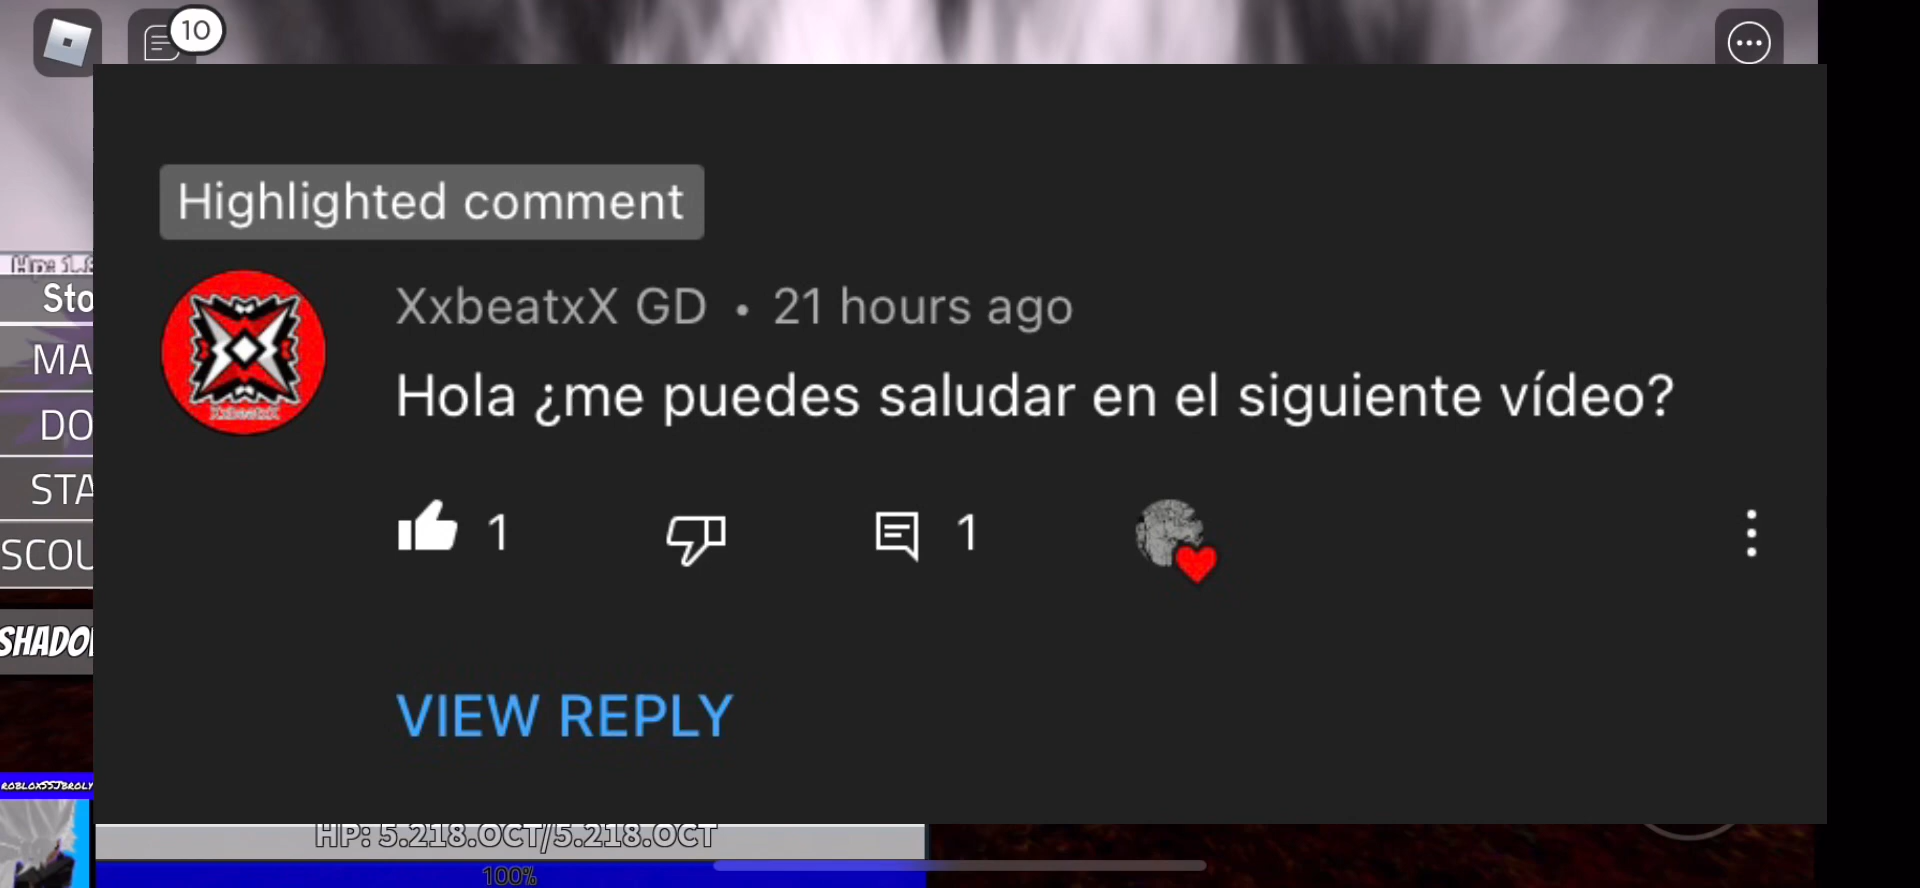 10
Highlighted comment
XxbeatxX GD • 21 hours ago
Hola ¿me puedes saludar en el siguiente vídeo?
1 1
VIEW REPLY
Sto
MA
DO
STA
SCOU
SHADO
ROBLOXSSJBROLY
HP: 5.218.OCT/5.218.OCT
100%